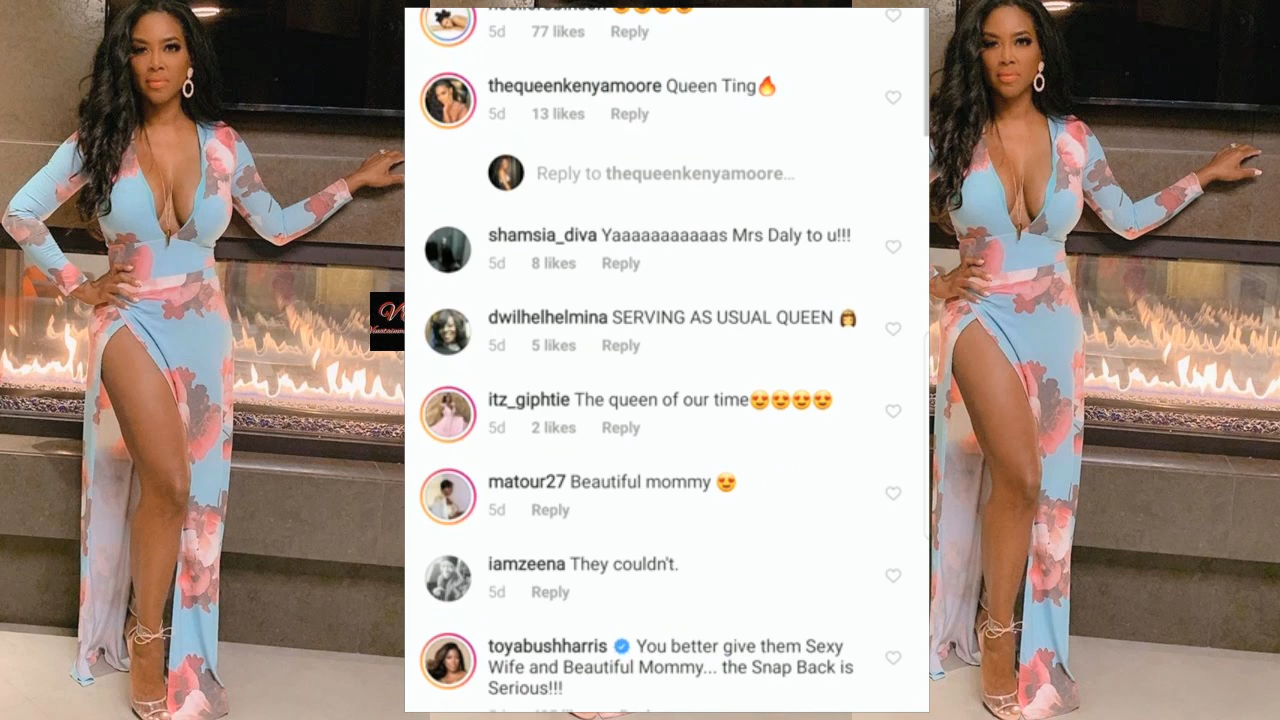 5d 77 likes Reply
thequeenkenyamoore Queen Ting🔥
5d 13 likes Reply
Reply to thequeenkenyamoore...
shamsia_diva Yaaaaaaaaaaas Mrs Daly to u!!!
5d 8 likes Reply
dwilhelhelmina SERVING AS USUAL QUEEN 👸
5d 5 likes Reply
itz_giphtie The queen of our time😍😍😍😍
5d 2 likes Reply
matour27 Beautiful mommy 😍
5d Reply
iamzeena They couldn't.
5d Reply
toyabushharris You better give them Sexy
Wife and Beautiful Mommy... the Snap Back is
Serious!!!